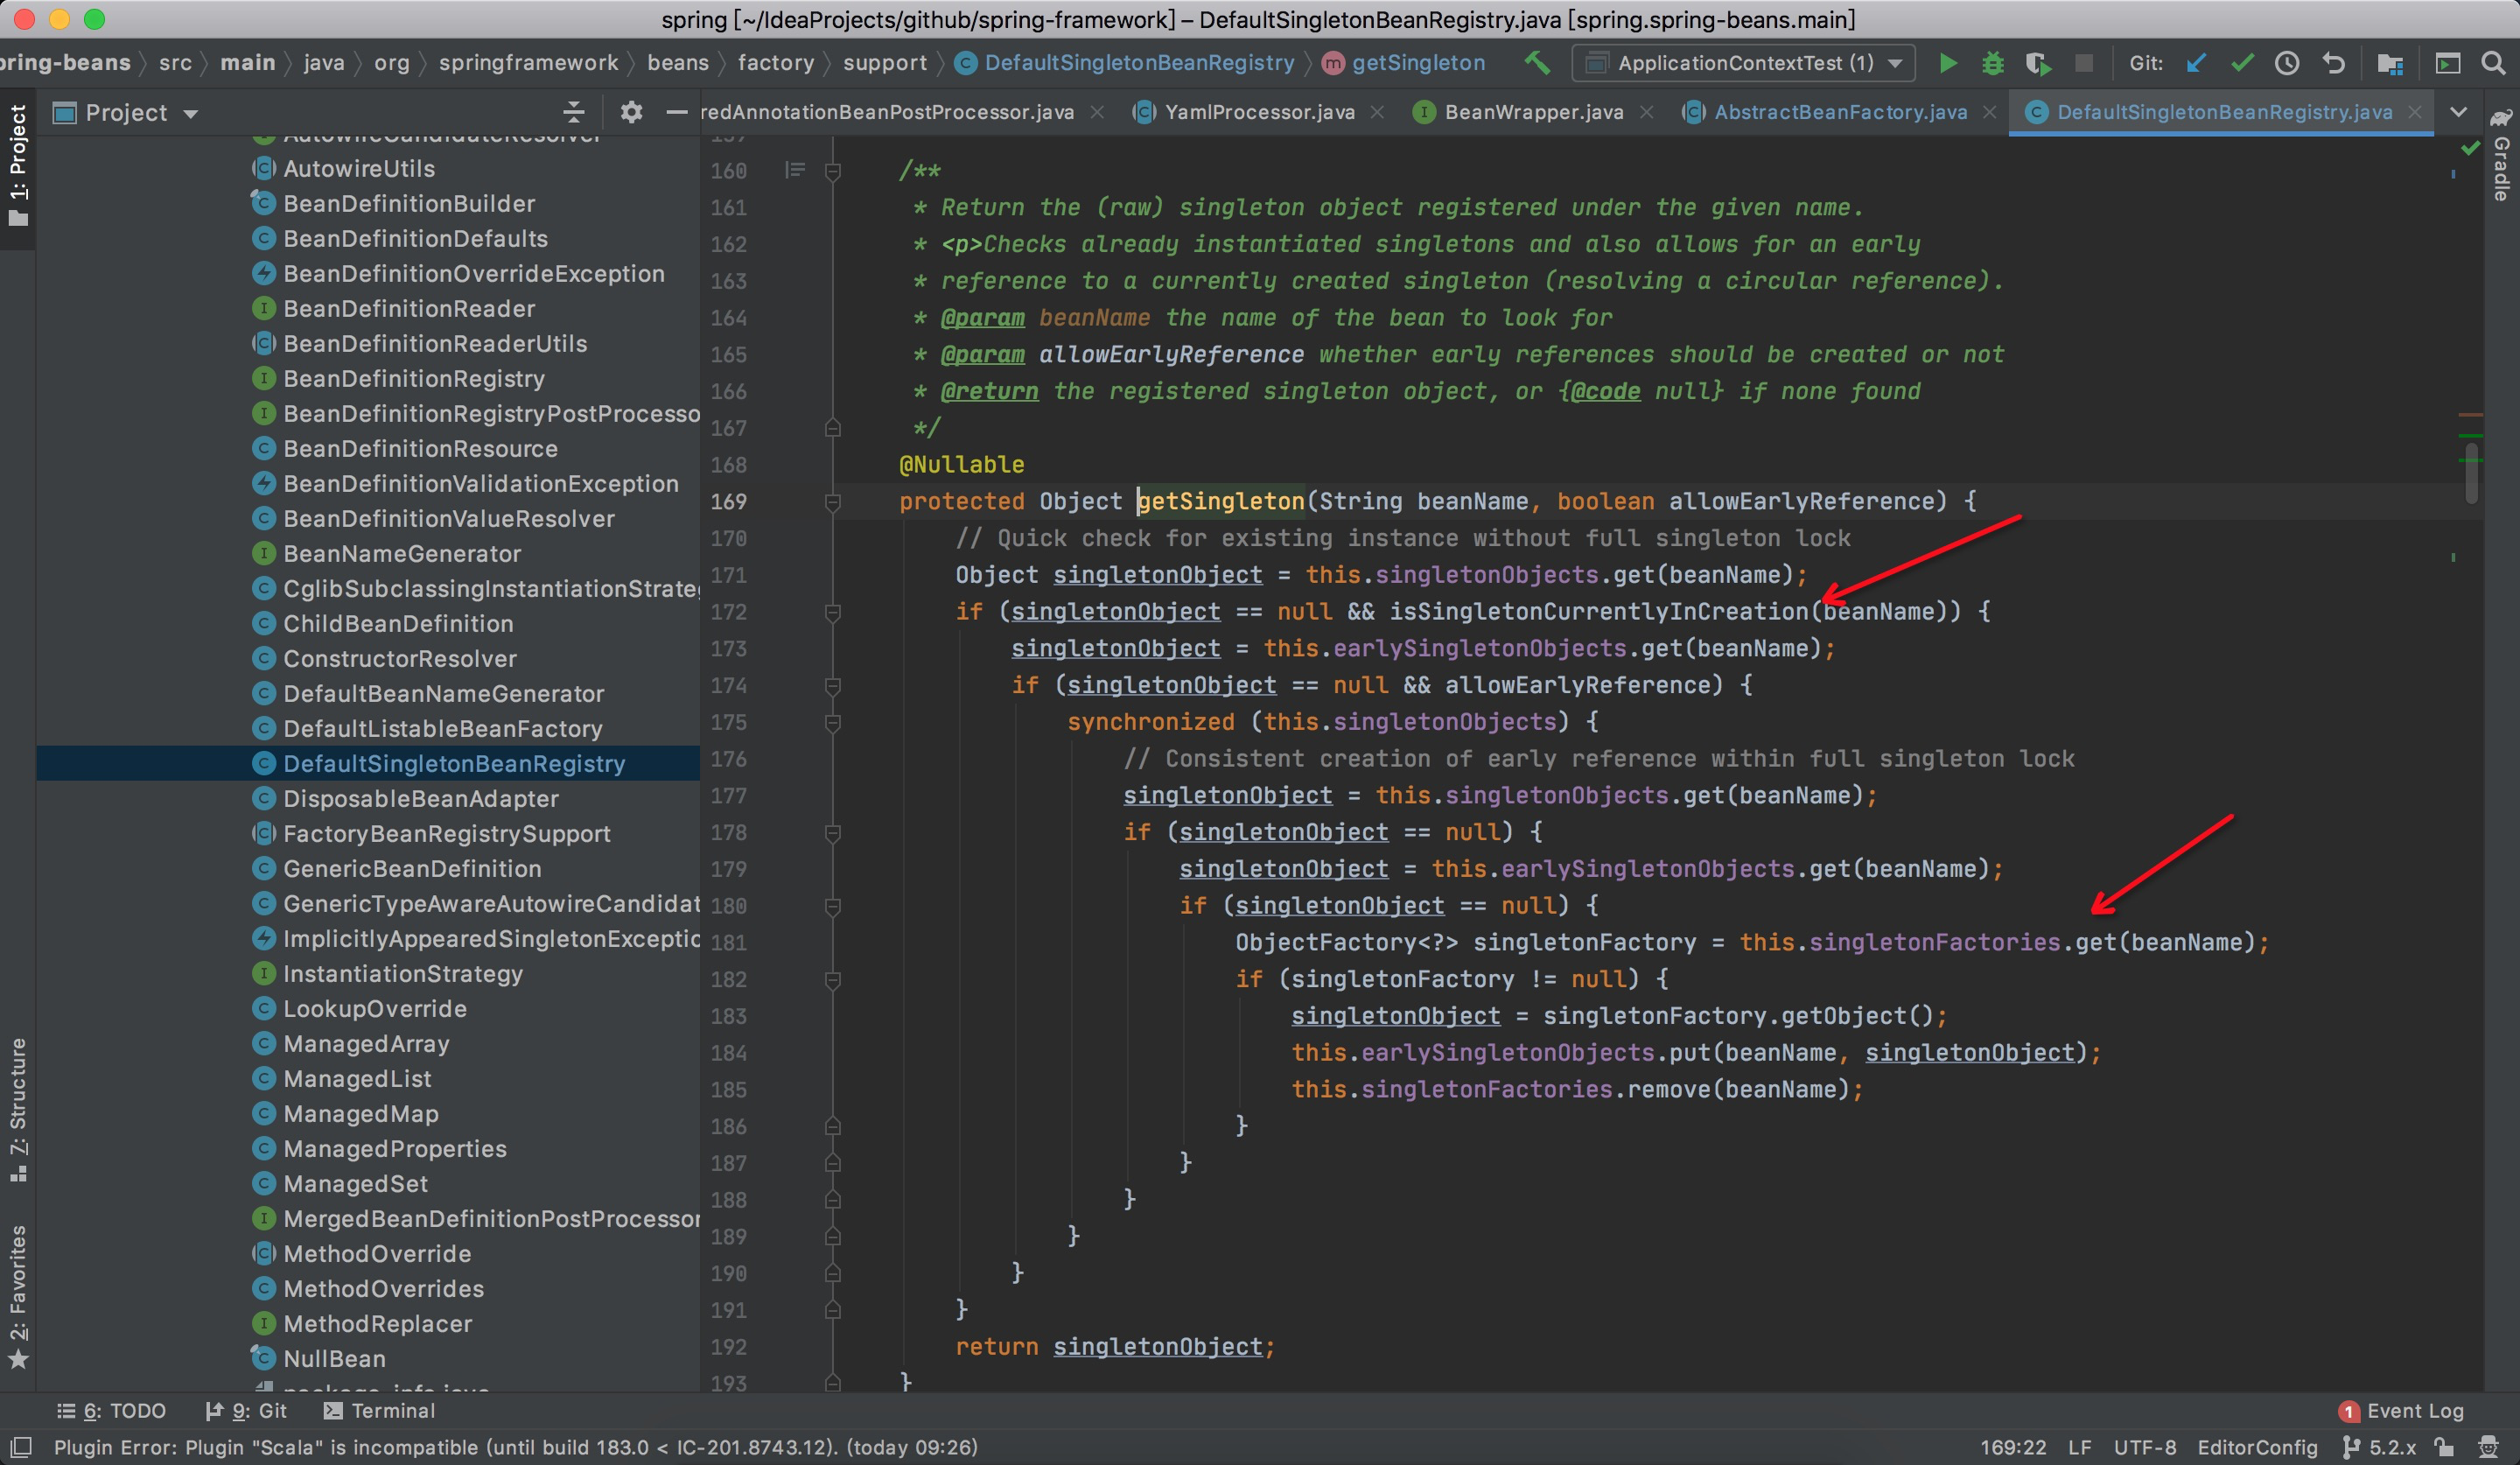 spring [~/IdeaProjects/github/spring-framework] – DefaultSingletonBeanRegistry.java [spring.spring-beans.main]
pring-beans src main java org springframework beans factory support DefaultSingletonBeanRegistry getSingleton ApplicationContextTest (1) Git:
Project redAnnotationBeanPostProcessor.java YamlProcessor.java BeanWrapper.java AbstractBeanFactory.java DefaultSingletonBeanRegistry.java
1: Project
7: Structure
2: Favorites
Gradle
AutowireCandidateResolver
AutowireUtils
BeanDefinitionBuilder
BeanDefinitionDefaults
BeanDefinitionOverrideException
BeanDefinitionReader
BeanDefinitionReaderUtils
BeanDefinitionRegistry
BeanDefinitionRegistryPostProcesso
BeanDefinitionResource
BeanDefinitionValidationException
BeanDefinitionValueResolver
BeanNameGenerator
CglibSubclassingInstantiationStrate
ChildBeanDefinition
ConstructorResolver
DefaultBeanNameGenerator
DefaultListableBeanFactory
DefaultSingletonBeanRegistry
DisposableBeanAdapter
FactoryBeanRegistrySupport
GenericBeanDefinition
GenericTypeAwareAutowireCandidat
ImplicitlyAppearedSingletonExceptio
InstantiationStrategy
LookupOverride
ManagedArray
ManagedList
ManagedMap
ManagedProperties
ManagedSet
MergedBeanDefinitionPostProcessor
MethodOverride
MethodOverrides
MethodReplacer
NullBean
package-info.java
159
160 /**
161 * Return the (raw) singleton object registered under the given name.
162 * <p>Checks already instantiated singletons and also allows for an early
163 * reference to a currently created singleton (resolving a circular reference).
164 * @param beanName the name of the bean to look for
165 * @param allowEarlyReference whether early references should be created or not
166 * @return the registered singleton object, or {@code null} if none found
167 */
168 @Nullable
169 protected Object getSingleton(String beanName, boolean allowEarlyReference) {
170 // Quick check for existing instance without full singleton lock
171 Object singletonObject = this.singletonObjects.get(beanName);
172 if (singletonObject == null && isSingletonCurrentlyInCreation(beanName)) {
173 singletonObject = this.earlySingletonObjects.get(beanName);
174 if (singletonObject == null && allowEarlyReference) {
175 synchronized (this.singletonObjects) {
176 // Consistent creation of early reference within full singleton lock
177 singletonObject = this.singletonObjects.get(beanName);
178 if (singletonObject == null) {
179 singletonObject = this.earlySingletonObjects.get(beanName);
180 if (singletonObject == null) {
181 ObjectFactory<?> singletonFactory = this.singletonFactories.get(beanName);
182 if (singletonFactory != null) {
183 singletonObject = singletonFactory.getObject();
184 this.earlySingletonObjects.put(beanName, singletonObject);
185 this.singletonFactories.remove(beanName);
186 }
187 }
188 }
189 }
190 }
191 }
192 return singletonObject;
193 }
6: TODO 9: Git Terminal 1 Event Log
Plugin Error: Plugin "Scala" is incompatible (until build 183.0 < IC-201.8743.12). (today 09:26) 169:22 LF UTF-8 EditorConfig 5.2.x